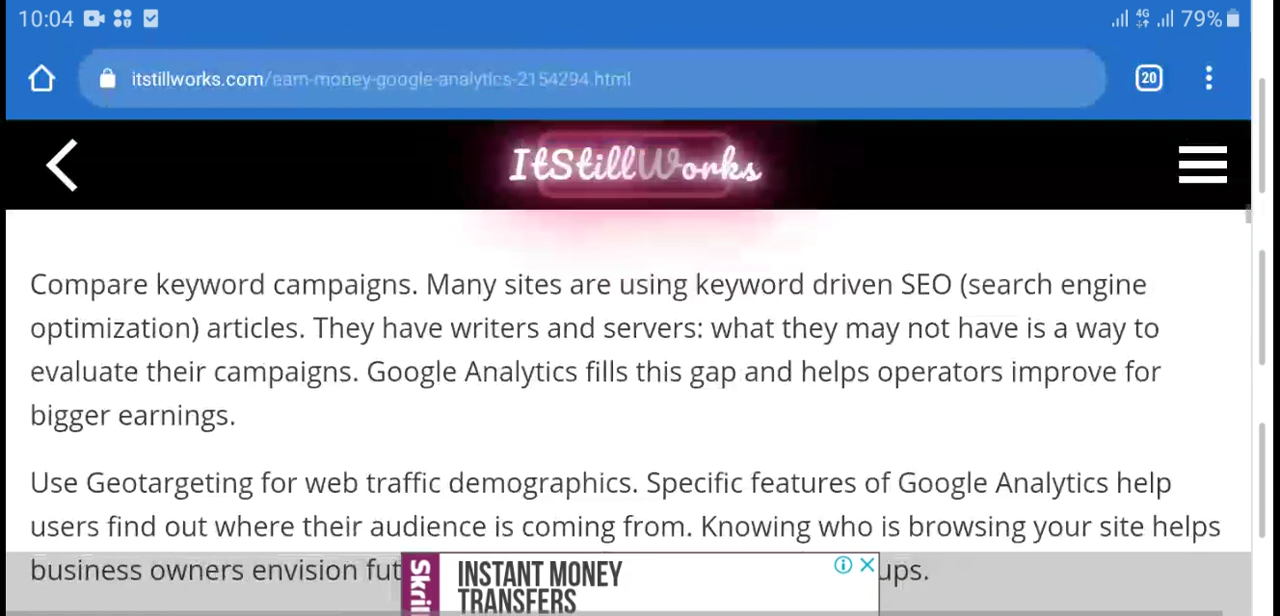 10:04
4G 79%
itstillworks.com/earn-money-google-analytics-2154294.html
20
ItStillWorks
Compare keyword campaigns. Many sites are using keyword driven SEO (search engine
optimization) articles. They have writers and servers: what they may not have is a way to
evaluate their campaigns. Google Analytics fills this gap and helps operators improve for
bigger earnings.
Use Geotargeting for web traffic demographics. Specific features of Google Analytics help
users find out where their audience is coming from. Knowing who is browsing your site helps
business owners envision fut ups.
Skril
INSTANT MONEY
TRANSFERS